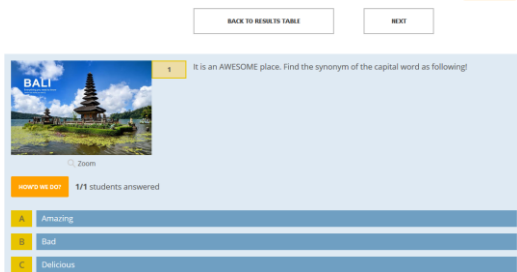 BACK TO RESULTS TABLE
NEXT
BALI
1
It is an AWESOME place. Find the synonym of the capital word as following!
Zoom
HOW'D WE DO?
1/1 students answered
A
Amazing
B
Bad
C
Delicious